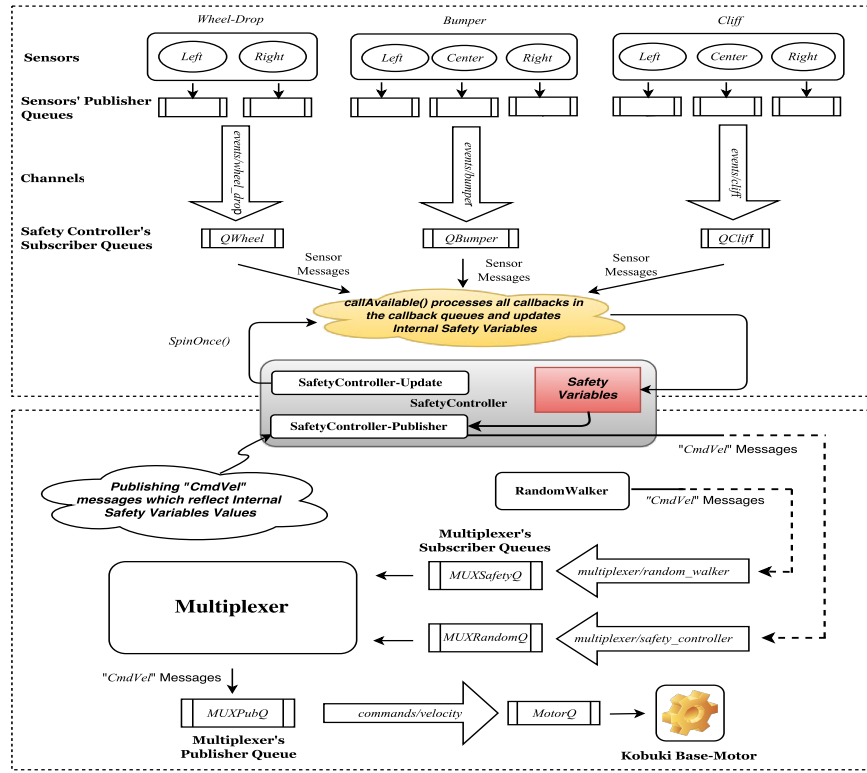 Wheel-Drop
Bumper
Cliff
Sensors
Left
Right
Left
Center
Right
Left
Center
Right
Sensors' Publisher
Queues
Channels
events/wheel_drop
events/bumper
events/cliff
Safety Controller's
Subscriber Queues
QWheel
QBumper
QCliff
Sensor
Messages
Sensor
Messages
Sensor
Messages
callAvailable() processes all callbacks in
the callback queues and updates
Internal Safety Variables
SpinOnce()
SafetyController-Update
Safety
Variables
SafetyController
SafetyController-Publisher
"CmdVel" Messages
Publishing "CmdVel"
messages which reflect Internal
Safety Variables Values
RandomWalker
"CmdVel" Messages
Multiplexer's
Subscriber Queues
Multiplexer
MUXSafetyQ
multiplexer/random_walker
MUXRandomQ
multiplexer/safety_controller
"CmdVel" Messages
MUXPubQ
commands/velocity
MotorQ
Multiplexer's
Publisher Queue
Kobuki Base-Motor